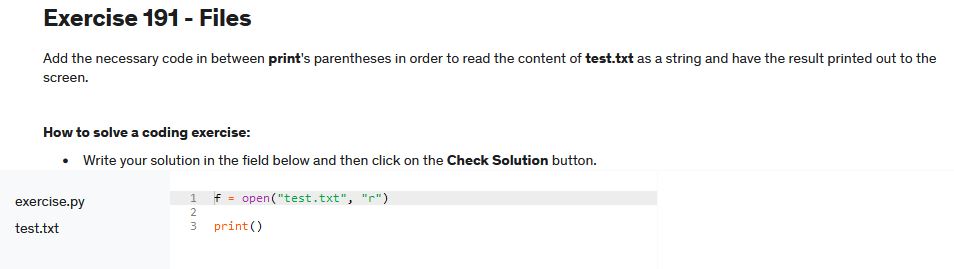 Exercise 191 - Files
Add the necessary code in between print's parentheses in order to read the content of test.txt as a string and have the result printed out to the
screen.
How to solve a coding exercise:
• Write your solution in the field below and then click on the Check Solution button.
exercise.py
test.txt
1 f = open("test.txt", "r")
2
3 print()